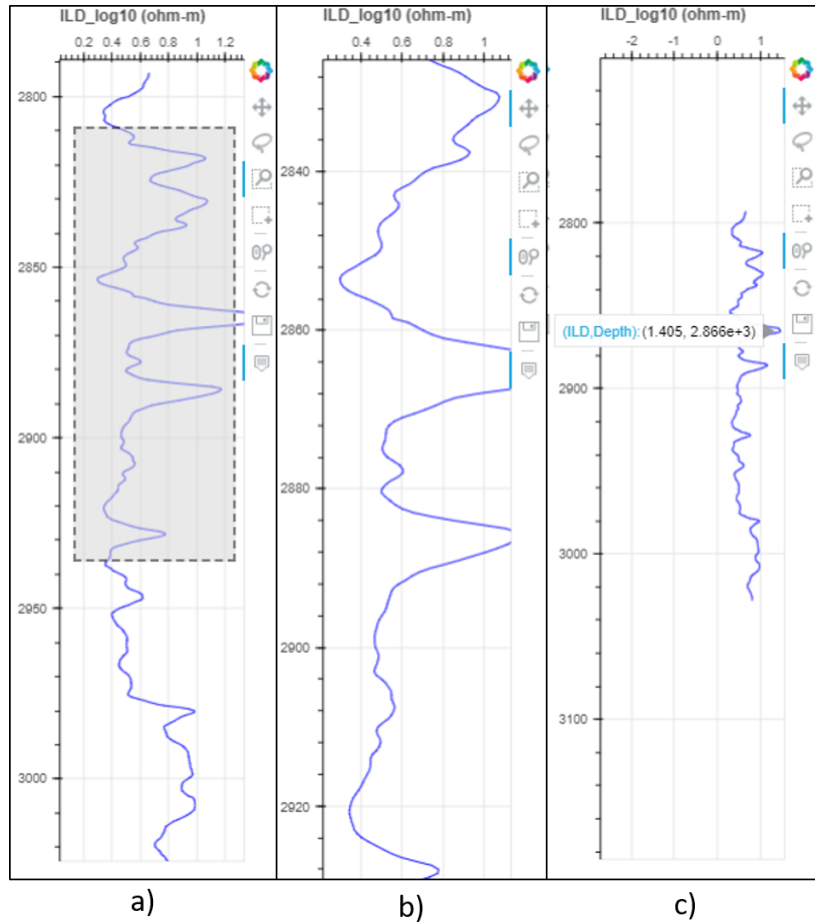 ILD_log10 (ohm-m)
0.2 0.4 0.6 0.8 1 1.2
2800
2850
2900
2950
3000
a)
ILD_log10 (ohm-m)
0.4 0.6 0.8 1
2840
2860
2880
2900
2920
b)
ILD_log10 (ohm-m)
-2 -1 0 1
2800
(ILD,Depth): (1.405, 2.866e+3)
2900
3000
3100
c)